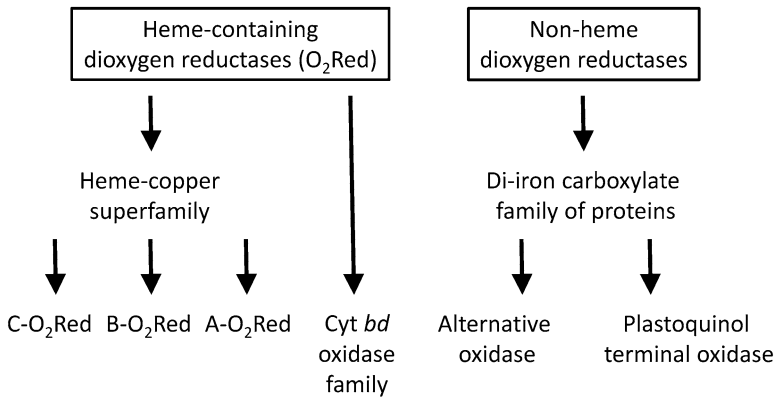 Heme-containing
dioxygen reductases (O₂Red)
Non-heme
dioxygen reductases
Heme-copper
superfamily
Di-iron carboxylate
family of proteins
C-O₂Red
B-O₂Red
A-O₂Red
Cyt bd
oxidase
family
Alternative
oxidase
Plastoquinol
terminal oxidase